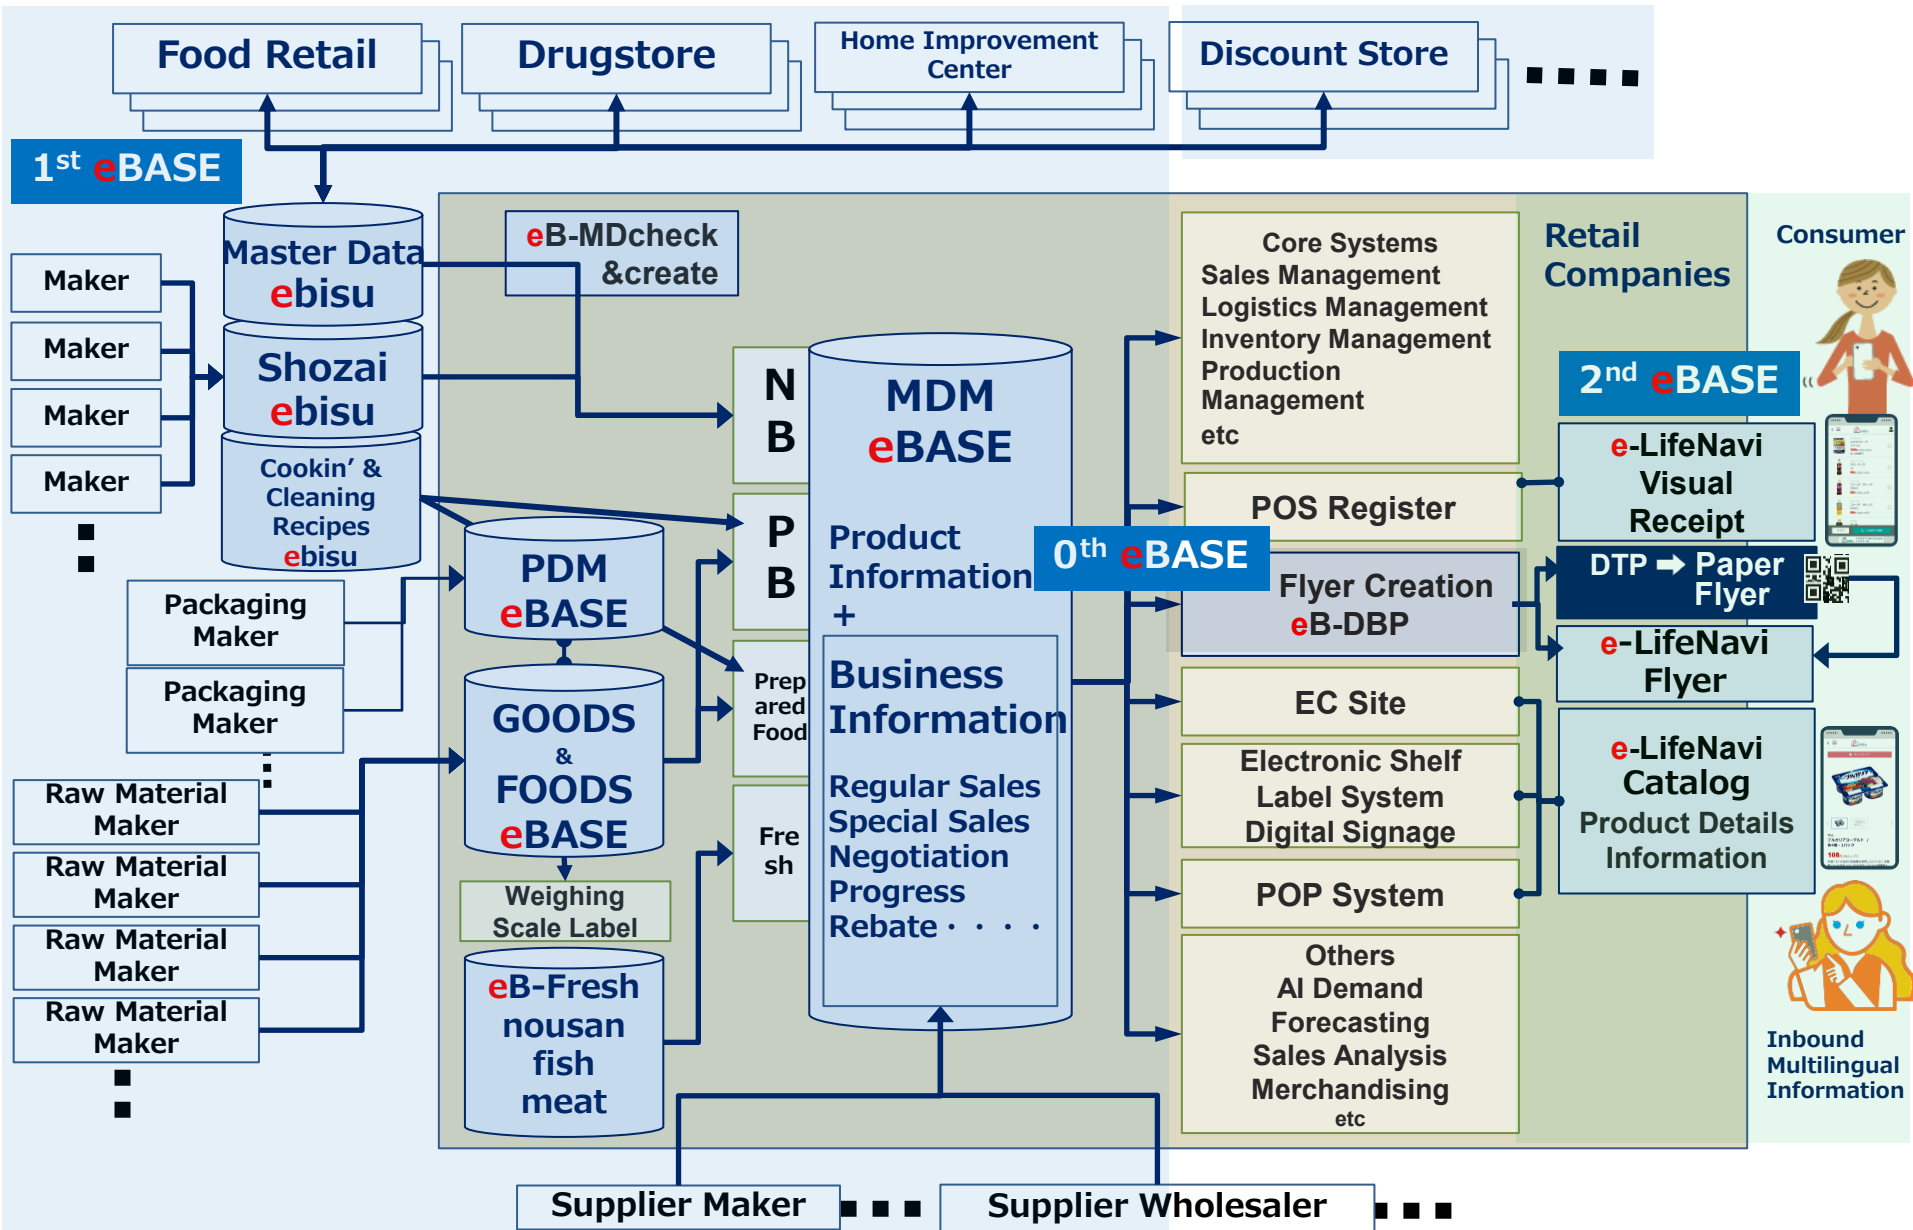 Food Retail
Drugstore
Home Improvement
Center
Discount Store
1st eBASE
Master Data
ebisu
Shozai
ebisu
Cookin’ &
Cleaning
Recipes
ebisu
Maker
Maker
Maker
Maker
Packaging
Maker
Packaging
Maker
Raw Material
Maker
Raw Material
Maker
Raw Material
Maker
Raw Material
Maker
eB-MDcheck
&create
PDM
eBASE
GOODS
&
FOODS
eBASE
Weighing
Scale Label
eB-Fresh
nousan
fish
meat
N
B
P
B
Prep
ared
Food
Fre
sh
MDM
eBASE
Product
Information
+
Business
Information
Regular Sales
Special Sales
Negotiation
Progress
Rebate・・・・
0th eBASE
Core Systems
Sales Management
Logistics Management
Inventory Management
Production
Management
etc
POS Register
Flyer Creation
eB-DBP
EC Site
Electronic Shelf
Label System
Digital Signage
POP System
Others
AI Demand
Forecasting
Sales Analysis
Merchandising
etc
Retail
Companies
2nd eBASE
e-LifeNavi
Visual
Receipt
DTP ➡ Paper
Flyer
e-LifeNavi
Flyer
e-LifeNavi
Catalog
Product Details
Information
Consumer
Inbound
Multilingual
Information
Supplier Maker
Supplier Wholesaler